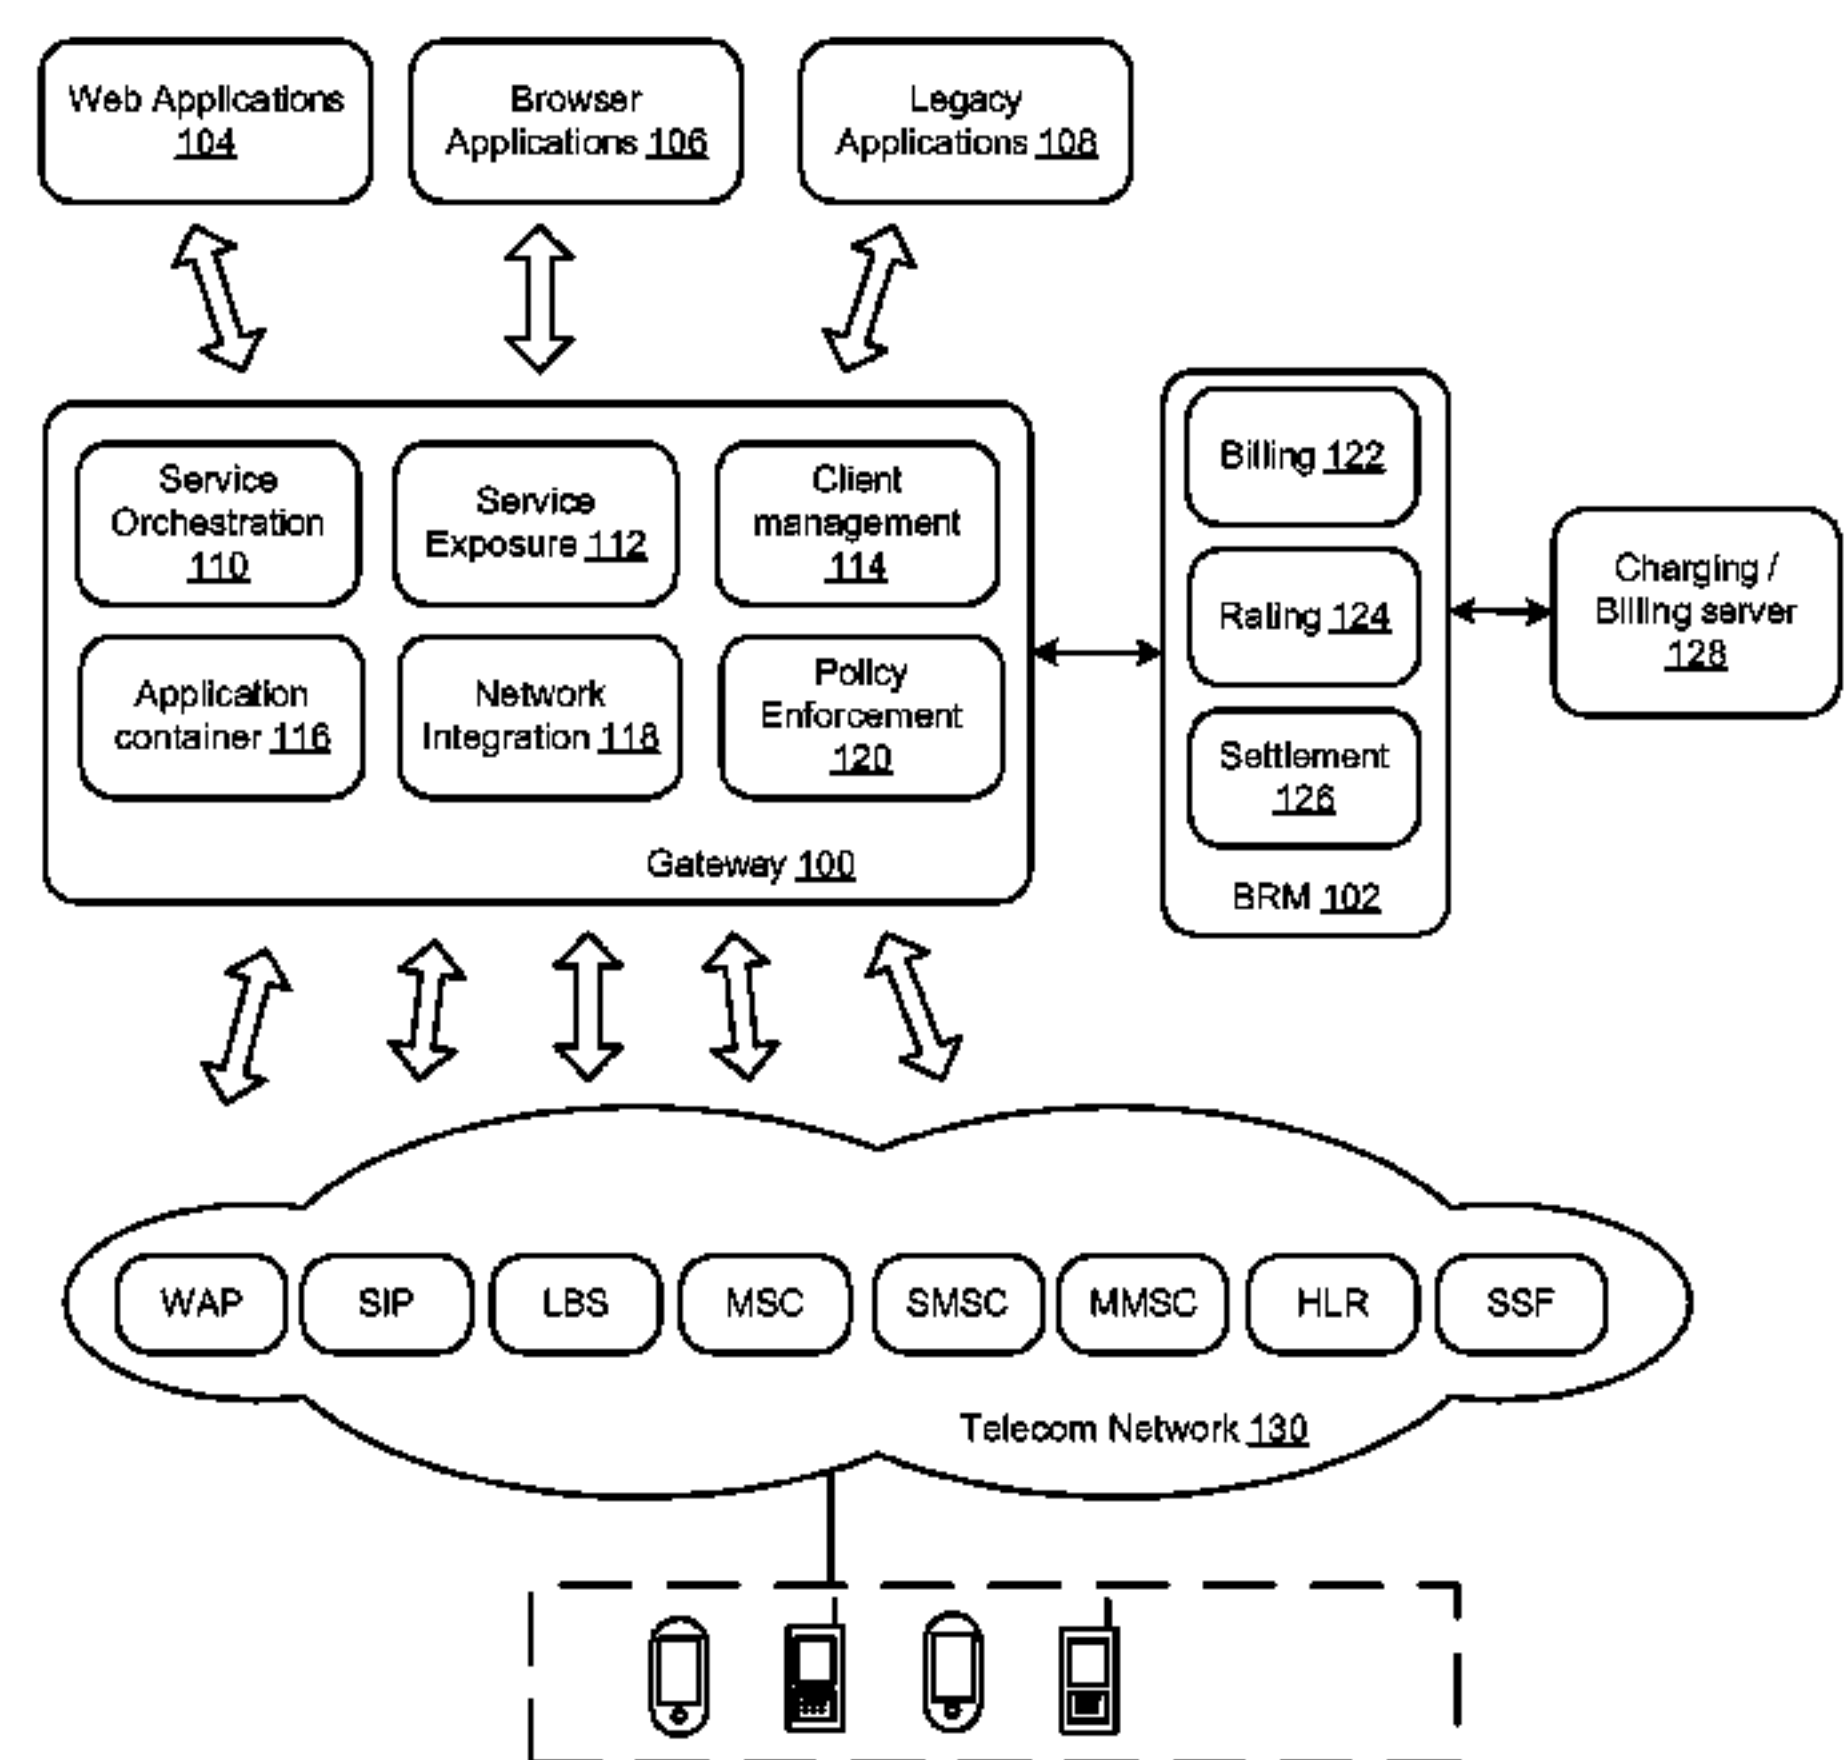 Web Applications
104
Browser
Applications 106
Legacy
Applications 108
Service
Orchestration
110
Service
Exposure 112
Client
management
114
Application
container 116
Network
Integration 118
Policy
Enforcement
120
Gateway 100
Billing 122
Rating 124
Settlement
126
BRM 102
Charging /
Billing server
128
WAP
SIP
LBS
MSC
SMSC
MMSC
HLR
SSF
Telecom Network 130